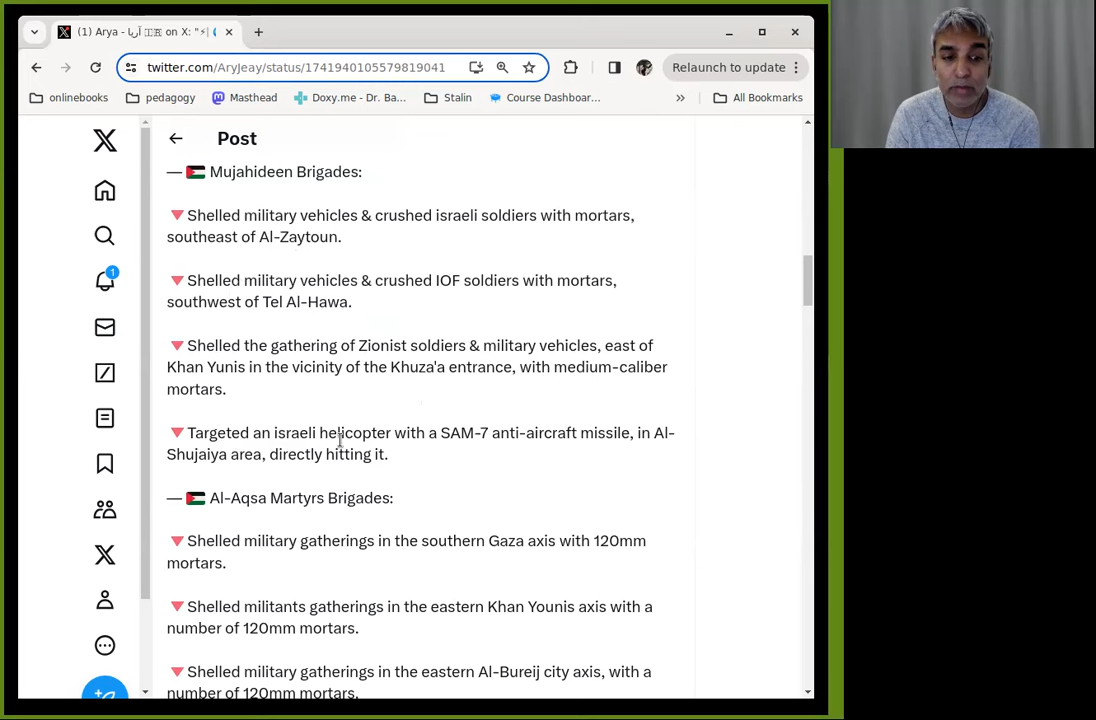 (1) Arya - آریا 🇮🇷 on X: "⚡️|
twitter.com/AryJeay/status/1741940105579819041
Relaunch to update
onlinebooks
pedagogy
Masthead
Doxy.me - Dr. Ba...
Stalin
Course Dashboar...
»
All Bookmarks
Post
— 🇵🇸 Mujahideen Brigades:
🔻Shelled military vehicles & crushed israeli soldiers with mortars,
southeast of Al-Zaytoun.
🔻Shelled military vehicles & crushed IOF soldiers with mortars,
southwest of Tel Al-Hawa.
🔻Shelled the gathering of Zionist soldiers & military vehicles, east of
Khan Yunis in the vicinity of the Khuza'a entrance, with medium-caliber
mortars.
🔻Targeted an israeli helicopter with a SAM-7 anti-aircraft missile, in Al-
Shujaiya area, directly hitting it.
— 🇵🇸 Al-Aqsa Martyrs Brigades:
🔻Shelled military gatherings in the southern Gaza axis with 120mm
mortars.
🔻Shelled militants gatherings in the eastern Khan Younis axis with a
number of 120mm mortars.
🔻Shelled military gatherings in the eastern Al-Bureij city axis, with a
number of 120mm mortars.
1